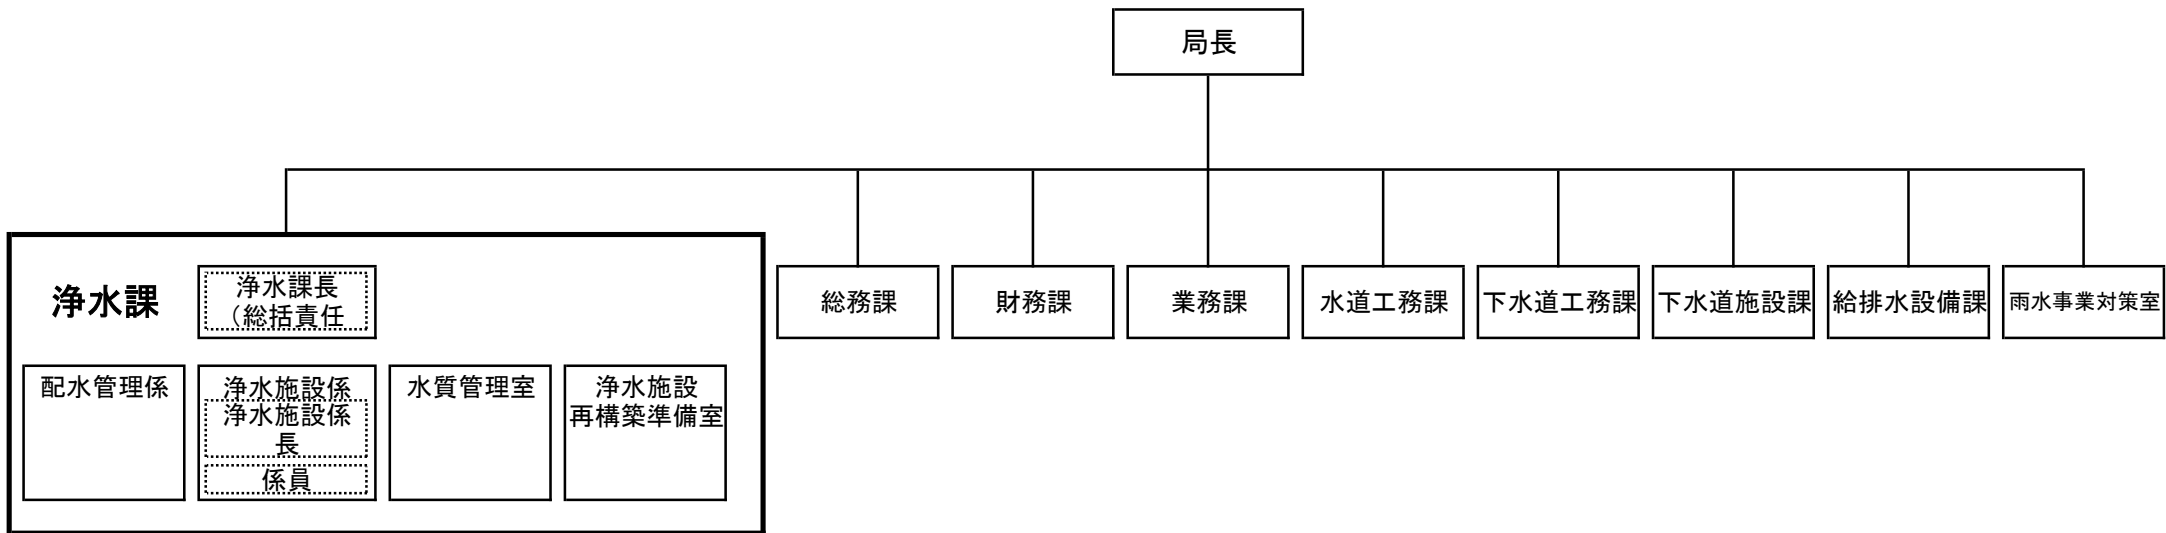 局長
浄水課
浄水課長
（総括責任
総務課
財務課
業務課
水道工務課
下水道工務課
下水道施設課
給排水設備課
雨水事業対策室
配水管理係
浄水施設係
浄水施設係
長
係員
水質管理室
浄水施設
再構築準備室